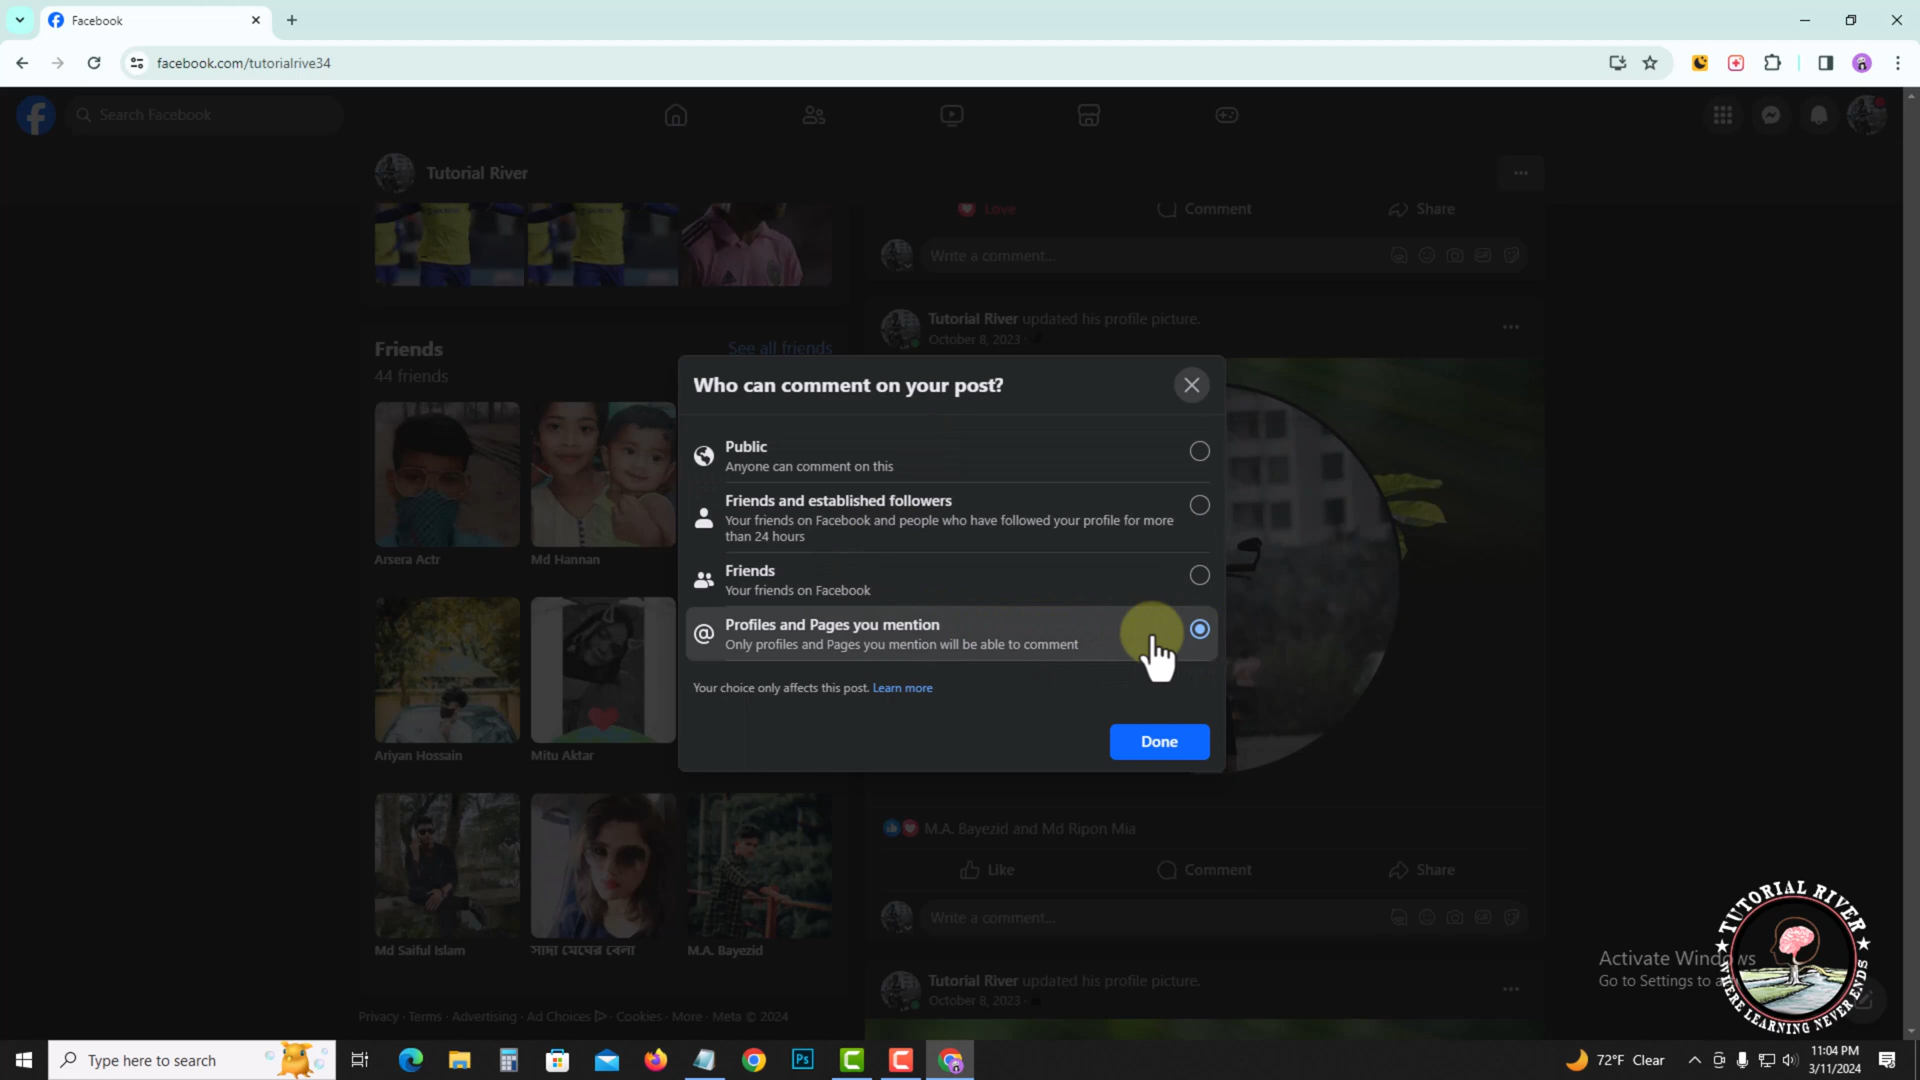 Facebook
facebook.com/tutorialrive34
Search Facebook
Tutorial River
Love
Comment
Share
Write a comment...
Tutorial River updated his profile picture.
October 8, 2023 ·
Friends
See all friends
44 friends
Arsera Actr
Md Hannan
Ariyan Hossain
Mitu Aktar
Md Saiful Islam
সাদা মেঘের বেলা
M.A. Bayezid
Who can comment on your post?
Public
Anyone can comment on this
Friends and established followers
Your friends on Facebook and people who have followed your profile for more
than 24 hours
Friends
Your friends on Facebook
@
Profiles and Pages you mention
Only profiles and Pages you mention will be able to comment
Your choice only affects this post. Learn more
Done
M.A. Bayezid and Md Ripon Mia
Like
Comment
Share
Write a comment...
Tutorial River updated his profile picture.
October 8, 2023 ·
Privacy · Terms · Advertising · Ad Choices · Cookies · More · Meta © 2024
Activate Windows
Go to Settings to a
TUTORIAL RIVER
WHERE LEARNING NEVER ENDS
Type here to search
Ps
72°F Clear
11:04 PM
3/11/2024